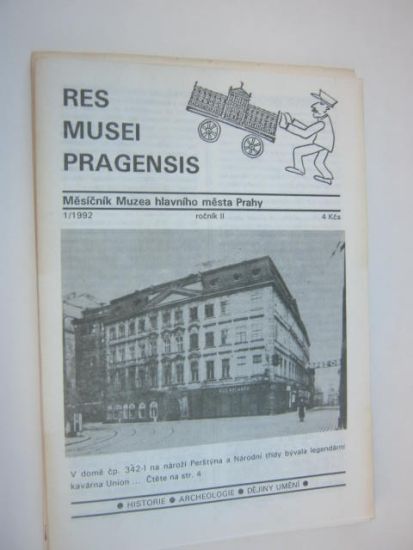 RES
MUSEI
PRAGENSIS
Měsíčník Muzea hlavního města Prahy
1/1992 ročník II 4 Kčs
V domě čp. 342-I na nároží Perštýna a Národní třídy bývala legendární
kavárna Union ... Čtěte na str. 4
● HISTORIE ● ARCHEOLOGIE ● DĚJINY UMĚNÍ ●